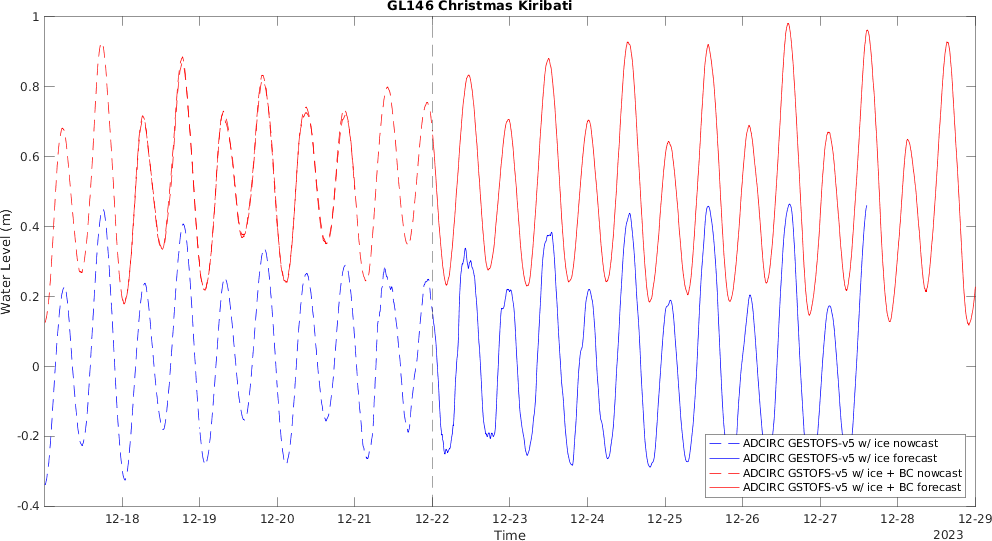 GL146 Christmas Kiribati
1
0.8
0.6
0.4
0.2
0
-0.2
-0.4
Water Level (m)
ADCIRC GESTOFS-v5 w/ ice nowcast
ADCIRC GESTOFS-v5 w/ ice forecast
ADCIRC GSTOFS-v5 w/ ice + BC nowcast
ADCIRC GSTOFS-v5 w/ ice + BC forecast
12-18 12-19 12-20 12-21 12-22 12-23 12-24 12-25 12-26 12-27 12-28 12-29
Time
2023